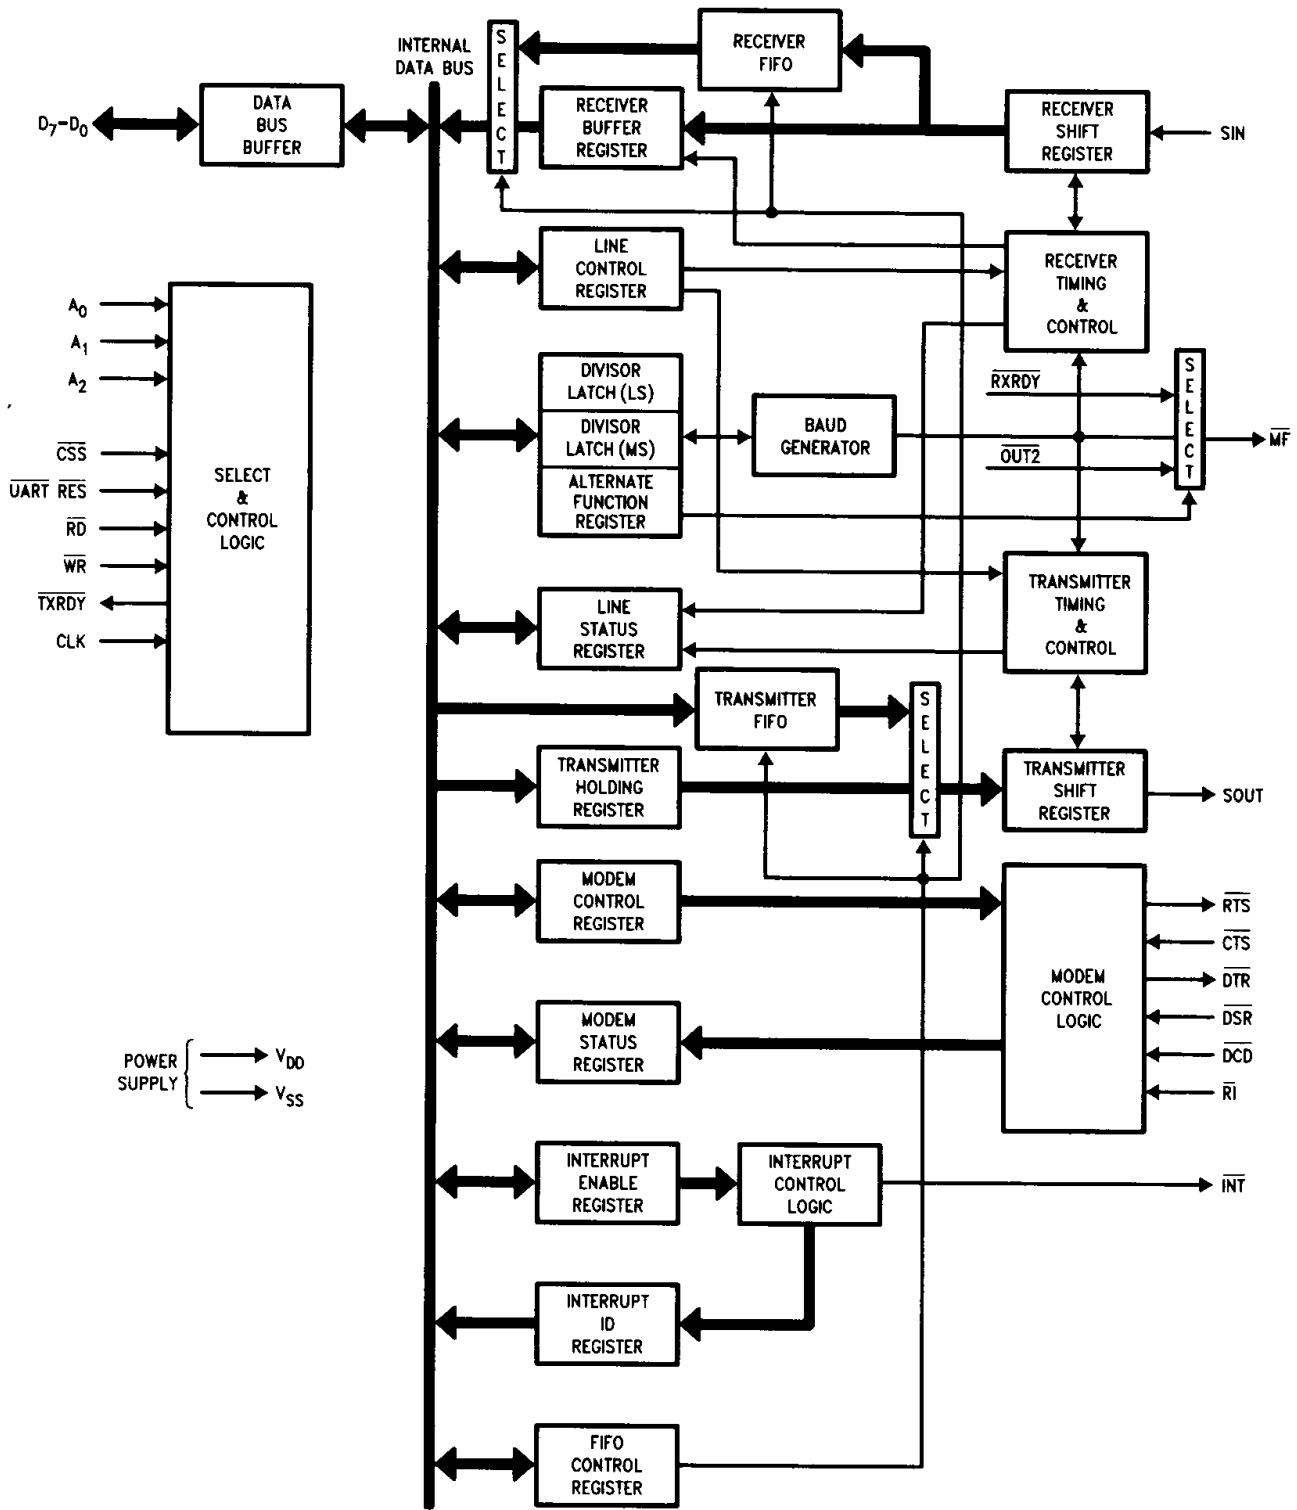 INTERNAL
DATA BUS
SELECT
RECEIVER
FIFO
D7-D0
DATA
BUS
BUFFER
RECEIVER
BUFFER
REGISTER
RECEIVER
SHIFT
REGISTER
SIN
LINE
CONTROL
REGISTER
RECEIVER
TIMING
&
CONTROL
A0
A1
A2
CSS
UART RES
RD
WR
TXRDY
CLK
SELECT
&
CONTROL
LOGIC
DIVISOR
LATCH (LS)
DIVISOR
LATCH (MS)
ALTERNATE
FUNCTION
REGISTER
BAUD
GENERATOR
RXRDY
OUT2
SELECT
MF
LINE
STATUS
REGISTER
TRANSMITTER
TIMING
&
CONTROL
TRANSMITTER
FIFO
SELECT
TRANSMITTER
HOLDING
REGISTER
TRANSMITTER
SHIFT
REGISTER
SOUT
MODEM
CONTROL
REGISTER
MODEM
CONTROL
LOGIC
RTS
CTS
DTR
DSR
DCD
RI
MODEM
STATUS
REGISTER
POWER
SUPPLY
VDD
VSS
INTERRUPT
ENABLE
REGISTER
INTERRUPT
CONTROL
LOGIC
INT
INTERRUPT
ID
REGISTER
FIFO
CONTROL
REGISTER